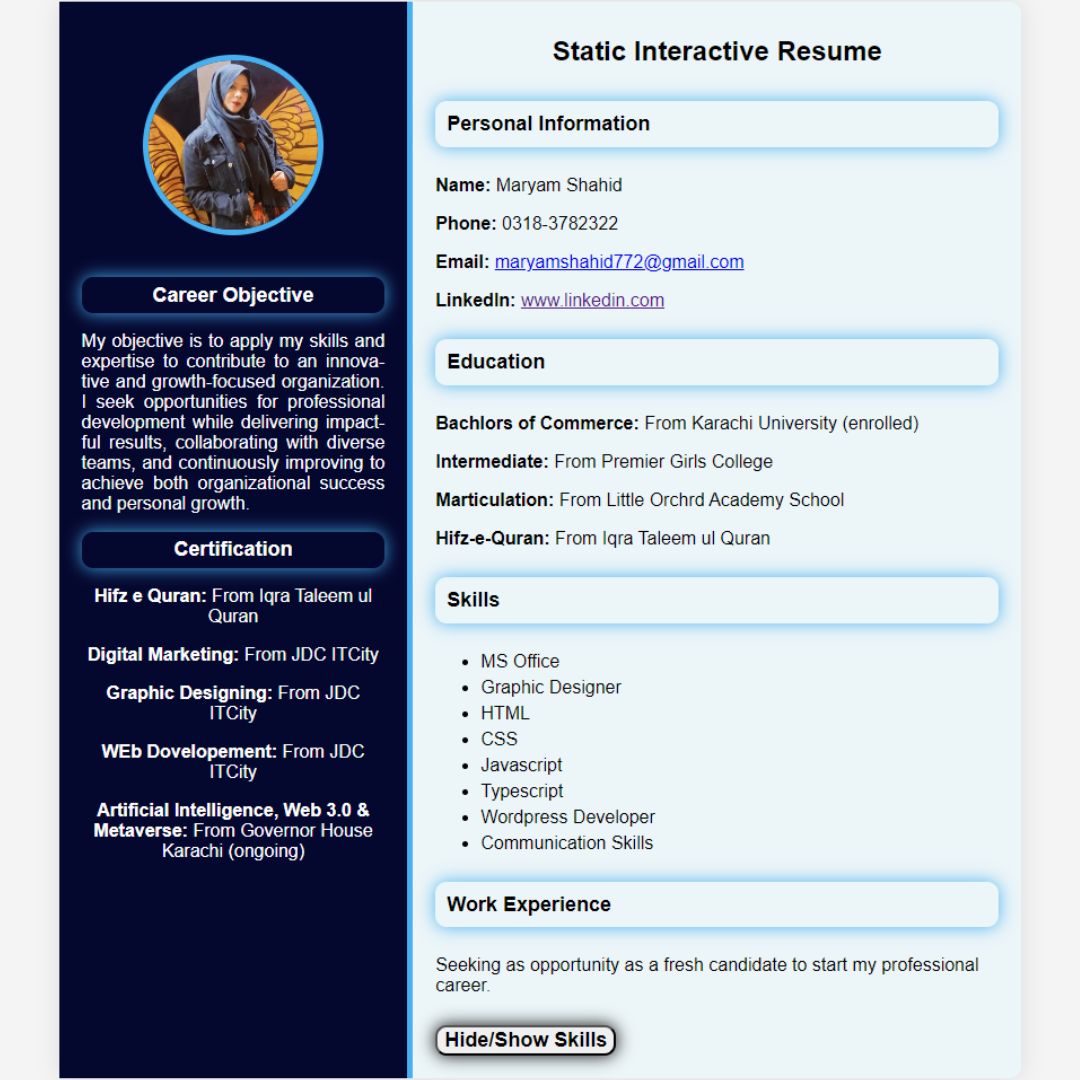 Career Objective
My objective is to apply my skills and
expertise to contribute to an innova-
tive and growth-focused organization.
I seek opportunities for professional
development while delivering impact-
ful results, collaborating with diverse
teams, and continuously improving to
achieve both organizational success
and personal growth.
Certification
Hifz e Quran: From Iqra Taleem ul
Quran
Digital Marketing: From JDC ITCity
Graphic Designing: From JDC
ITCity
WEb Dovelopement: From JDC
ITCity
Artificial Intelligence, Web 3.0 &
Metaverse: From Governor House
Karachi (ongoing)
Static Interactive Resume
Personal Information
Name: Maryam Shahid
Phone: 0318-3782322
Email: maryamshahid772@gmail.com
LinkedIn: www.linkedin.com
Education
Bachlors of Commerce: From Karachi University (enrolled)
Intermediate: From Premier Girls College
Marticulation: From Little Orchrd Academy School
Hifz-e-Quran: From Iqra Taleem ul Quran
Skills
• MS Office
• Graphic Designer
• HTML
• CSS
• Javascript
• Typescript
• Wordpress Developer
• Communication Skills
Work Experience
Seeking as opportunity as a fresh candidate to start my professional
career.
Hide/Show Skills